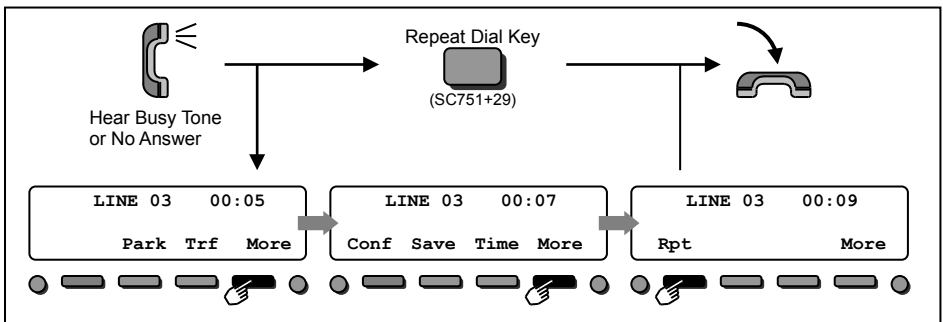 Repeat Dial Key
(SC751+29)
Hear Busy Tone
or No Answer
LINE 03 00:05
Park Trf More
LINE 03 00:07
Conf Save Time More
LINE 03 00:09
Rpt More